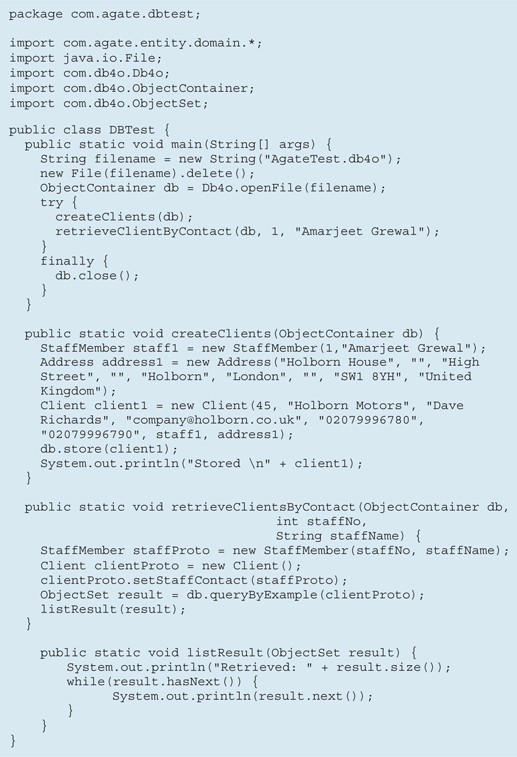 package com.agate.dbtest;

import com.agate.entity.domain.*;
import java.io.File;
import com.db4o.Db4o;
import com.db4o.ObjectContainer;
import com.db4o.ObjectSet;

public class DBTest {
  public static void main(String[] args) {
    String filename = new String("AgateTest.db4o");
    new File(filename).delete();
    ObjectContainer db = Db4o.openFile(filename);
    try {
      createClients(db);
      retrieveClientByContact(db, 1, "Amarjeet Grewal");
    }
    finally {
      db.close();
    }
  }

  public static void createClients(ObjectContainer db) {
    StaffMember staff1 = new StaffMember(1,"Amarjeet Grewal");
    Address address1 = new Address("Holborn House", "", "High
    Street", "", "Holborn", "London", "", "SW1 8YH", "United
    Kingdom");
    Client client1 = new Client(45, "Holborn Motors", "Dave
    Richards", "company@holborn.co.uk", "02079996780",
    "02079996790", staff1, address1);
    db.store(client1);
    System.out.println("Stored \n" + client1);
  }

  public static void retrieveClientsByContact(ObjectContainer db,
                                  int staffNo,
                                  String staffName) {
    StaffMember staffProto = new StaffMember(staffNo, staffName);
    Client clientProto = new Client();
    clientProto.setStaffContact(staffProto);
    ObjectSet result = db.queryByExample(clientProto);
    listResult(result);
  }

    public static void listResult(ObjectSet result) {
       System.out.println("Retrieved: " + result.size());
       while(result.hasNext()) {
             System.out.println(result.next());
       }
    }
}